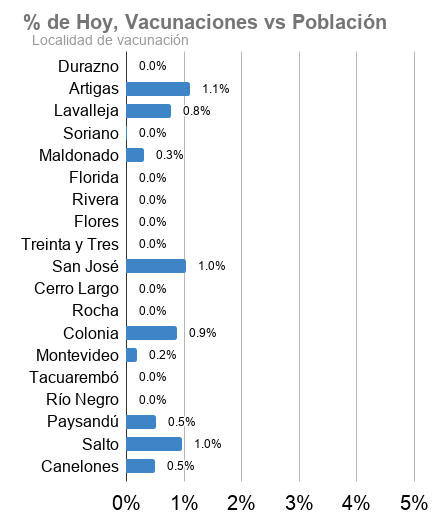 % de Hoy, Vacunaciones vs Población
Localidad de vacunación
Durazno 0.0%
Artigas 1.1%
Lavalleja 0.8%
Soriano 0.0%
Maldonado 0.3%
Florida 0.0%
Rivera 0.0%
Flores 0.0%
Treinta y Tres 0.0%
San José 1.0%
Cerro Largo 0.0%
Rocha 0.0%
Colonia 0.9%
Montevideo 0.2%
Tacuarembó 0.0%
Río Negro 0.0%
Paysandú 0.5%
Salto 1.0%
Canelones 0.5%
0% 1% 2% 3% 4% 5%